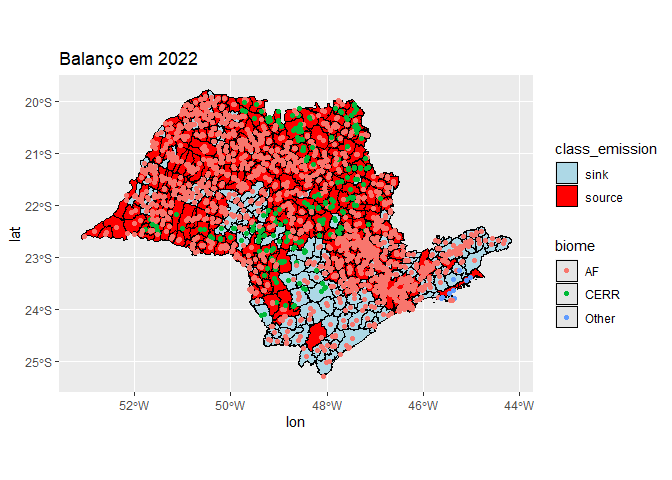 Balanço em 2022
20°S
21°S
22°S
23°S
24°S
25°S
lat
52°W
50°W
48°W
46°W
44°W
lon
class_emission
sink
source
biome
AF
CERR
Other